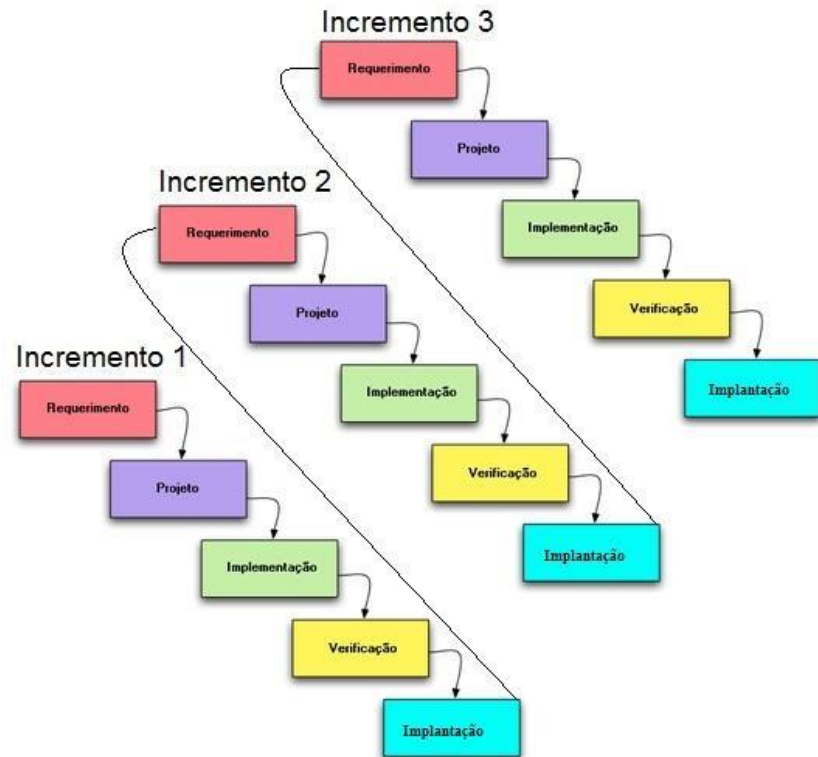 Incremento 3
Requerimento
Projeto
Implementação
Verificação
Implantação
Incremento 2
Requerimento
Projeto
Implementação
Verificação
Implantação
Incremento 1
Requerimento
Projeto
Implementação
Verificação
Implantação